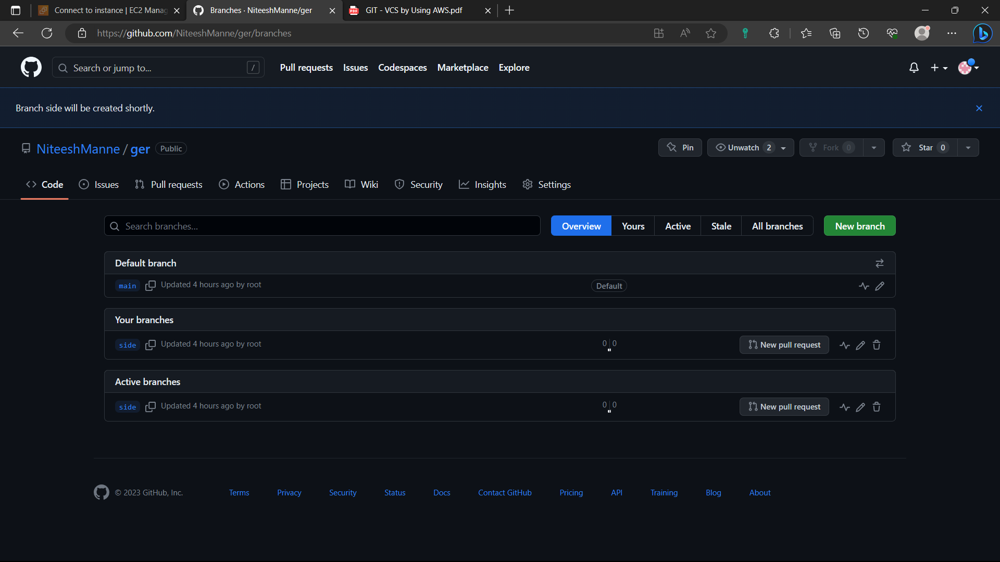 Connect to instance | EC2 Manag
Branches · NiteeshManne/ger
GIT - VCS by Using AWS.pdf
https://github.com/NiteeshManne/ger/branches
Search or jump to... /
Pull requests Issues Codespaces Marketplace Explore
Branch side will be created shortly.
NiteeshManne / ger Public
Pin Unwatch 2 Fork 0 Star 0
Code Issues Pull requests Actions Projects Wiki Security Insights Settings
Search branches... Overview Yours Active Stale All branches New branch
Default branch
main Updated 4 hours ago by root Default
Your branches
side Updated 4 hours ago by root 0 0 New pull request
Active branches
side Updated 4 hours ago by root 0 0 New pull request
© 2023 GitHub, Inc. Terms Privacy Security Status Docs Contact GitHub Pricing API Training Blog About